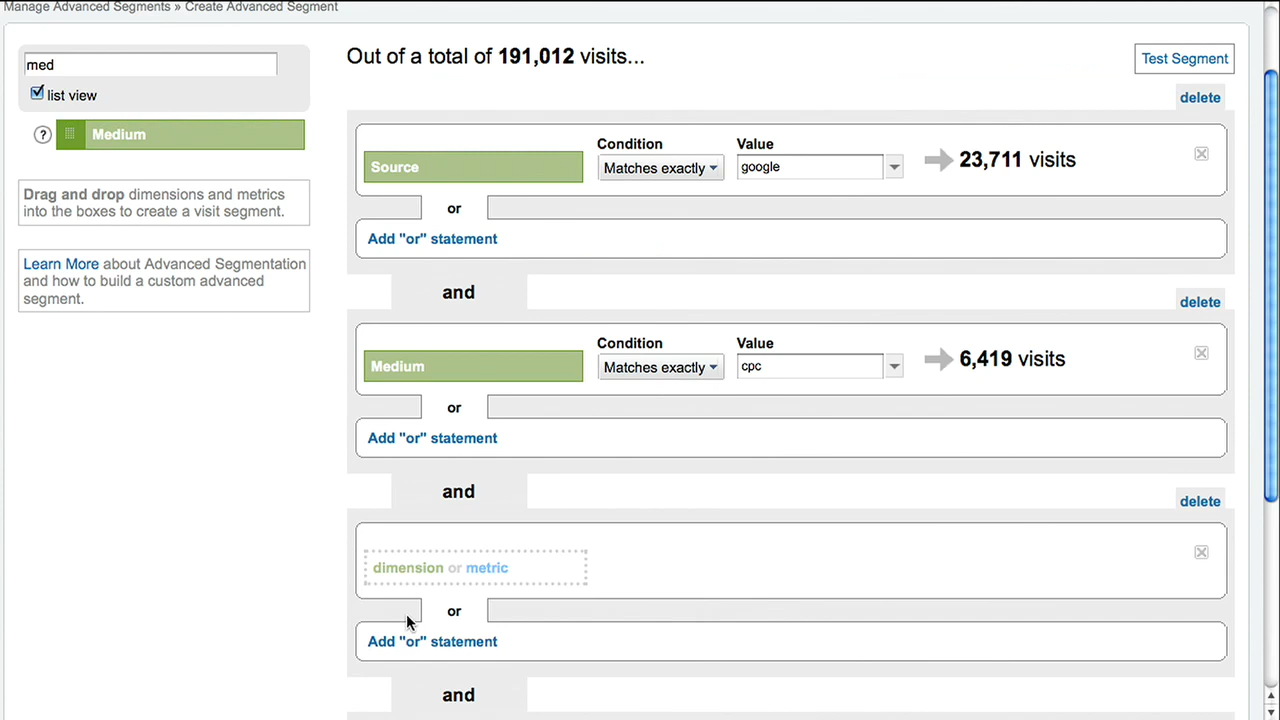 Manage Advanced Segments » Create Advanced Segment
med
list view
? Medium
Drag and drop dimensions and metrics
into the boxes to create a visit segment.
Learn More about Advanced Segmentation
and how to build a custom advanced
segment.
Out of a total of 191,012 visits...
Test Segment
delete
Condition Value
Source Matches exactly google 23,711 visits
or
Add "or" statement
and
delete
Condition Value
Medium Matches exactly cpc 6,419 visits
or
Add "or" statement
and
delete
dimension or metric
or
Add "or" statement
and